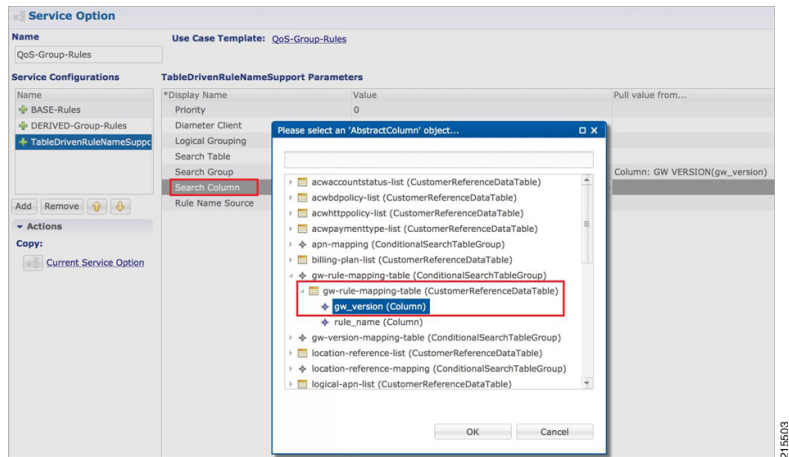 Service Option
Name
Use Case Template: QoS-Group-Rules
QoS-Group-Rules
Service Configurations
TableDrivenRuleNameSupport Parameters
Name
*Display Name
Value
Pull value from...
BASE-Rules
Priority
0
DERIVED-Group-Rules
Diameter Client
TableDrivenRuleNameSuppc
Logical Grouping
Search Table
Search Group
Column: GW VERSION(gw_version)
Search Column
Rule Name Source
Add
Remove
Actions
Copy:
Current Service Option
Please select an 'AbstractColumn' object...
acwaccountstatus-list (CustomerReferenceDataTable)
acwbdpolicy-list (CustomerReferenceDataTable)
acwhttppolicy-list (CustomerReferenceDataTable)
acwpaymenttype-list (CustomerReferenceDataTable)
apn-mapping (ConditionalSearchTableGroup)
billing-plan-list (CustomerReferenceDataTable)
gw-rule-mapping-table (ConditionalSearchTableGroup)
gw-rule-mapping-table (CustomerReferenceDataTable)
gw_version (Column)
rule_name (Column)
gw-version-mapping-table (ConditionalSearchTableGroup)
location-reference-list (CustomerReferenceDataTable)
location-reference-mapping (ConditionalSearchTableGroup)
logical-apn-list (CustomerReferenceDataTable)
OK
Cancel
215503